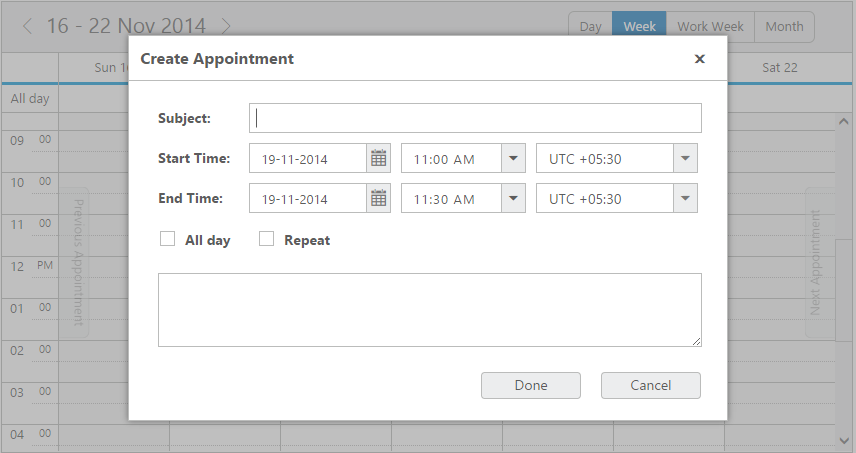 16 - 22 Nov 2014
Day Week Work Week Month
Sun 1 Sat 22
All day
Create Appointment
Subject:
Start Time: 19-11-2014 11:00 AM UTC +05:30
End Time: 19-11-2014 11:30 AM UTC +05:30
All day Repeat
Done Cancel
09 00
10 00
11 00
12 PM
01 00
02 00
03 00
04 00
Previous Appointment
Next Appointment